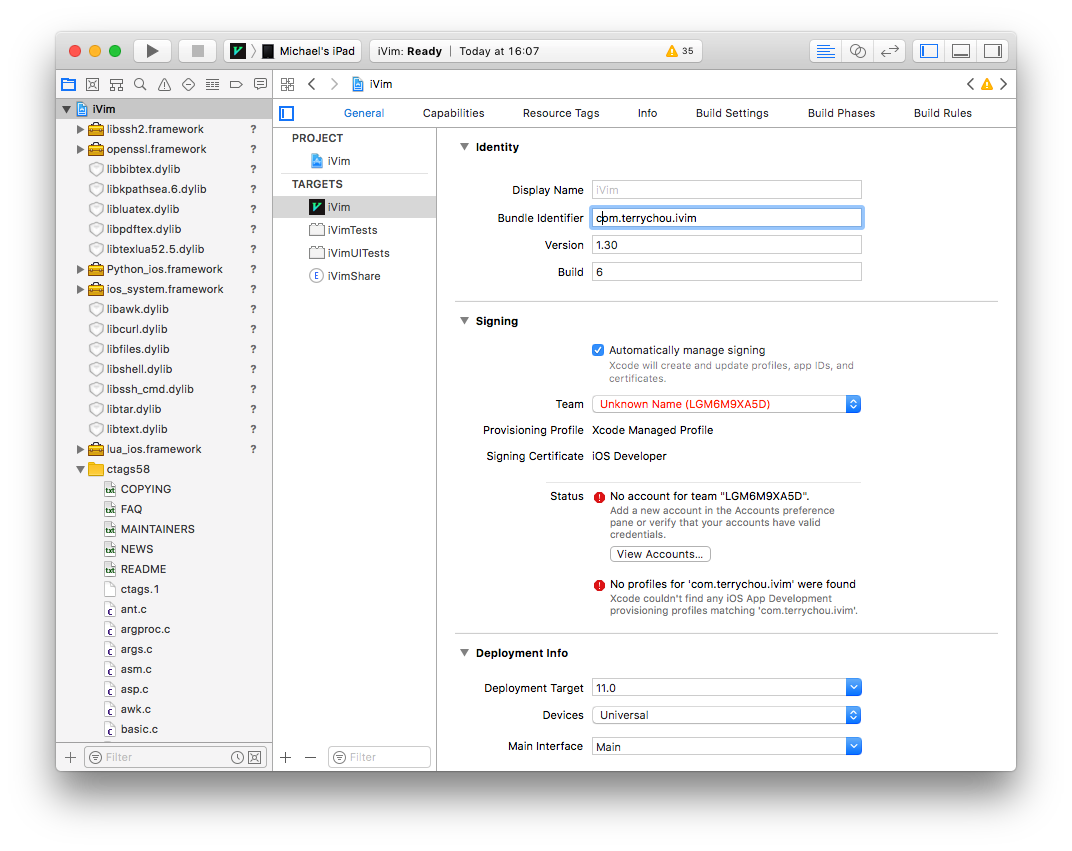 Michael's iPad
iVim: Ready | Today at 16:07
35
iVim
iVim
General
Capabilities
Resource Tags
Info
Build Settings
Build Phases
Build Rules
libssh2.framework ?
openssl.framework ?
libbibtex.dylib ?
libkpathsea.6.dylib ?
libluatex.dylib ?
libpdftex.dylib ?
libtexlua52.5.dylib ?
Python_ios.framework ?
ios_system.framework ?
libawk.dylib ?
libcurl.dylib ?
libfiles.dylib ?
libshell.dylib ?
libssh_cmd.dylib ?
libtar.dylib ?
libtext.dylib ?
lua_ios.framework ?
ctags58
txt COPYING
txt FAQ
txt MAINTAINERS
txt NEWS
txt README
ctags.1
c ant.c
c argproc.c
c args.c
c asm.c
c asp.c
c awk.c
c basic.c
Filter
PROJECT
iVim
TARGETS
iVim
iVimTests
iVimUITests
E iVimShare
Filter
Identity
Display Name iVim
Bundle Identifier com.terrychou.ivim
Version 1.30
Build 6
Signing
Automatically manage signing
Xcode will create and update profiles, app IDs, and
certificates.
Team Unknown Name (LGM6M9XA5D)
Provisioning Profile Xcode Managed Profile
Signing Certificate iOS Developer
Status No account for team "LGM6M9XA5D".
Add a new account in the Accounts preference
pane or verify that your accounts have valid
credentials.
View Accounts...
No profiles for 'com.terrychou.ivim' were found
Xcode couldn't find any iOS App Development
provisioning profiles matching 'com.terrychou.ivim'.
Deployment Info
Deployment Target 11.0
Devices Universal
Main Interface Main